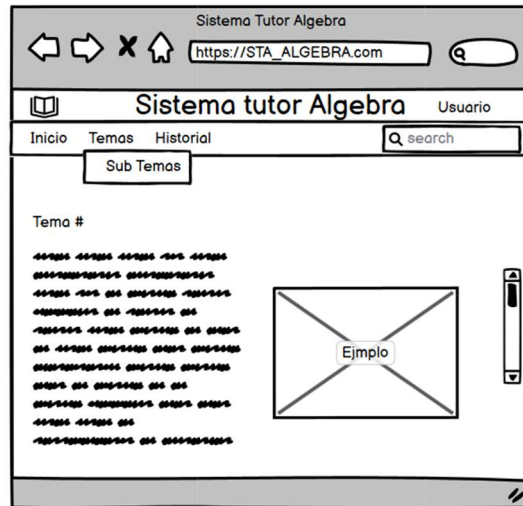 Sistema Tutor Algebra
https://STA_ALGEBRA.com
Sistema tutor Algebra
Usuario
Inicio Temas Historial search
Sub Temas
Tema #
Ejmplo